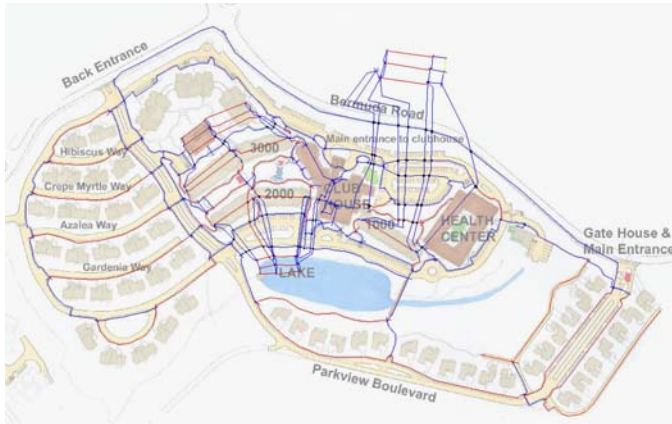 Back Entrance
Bermuda Road
Main entrance to clubhouse
Hibiscus Way
3000
Crepe Myrtle Way
2000
CLUB
HOUSE
Azalea Way
1000
HEALTH
CENTER
Gate House &
Main Entrance
Gardenia Way
LAKE
Parkview Boulevard